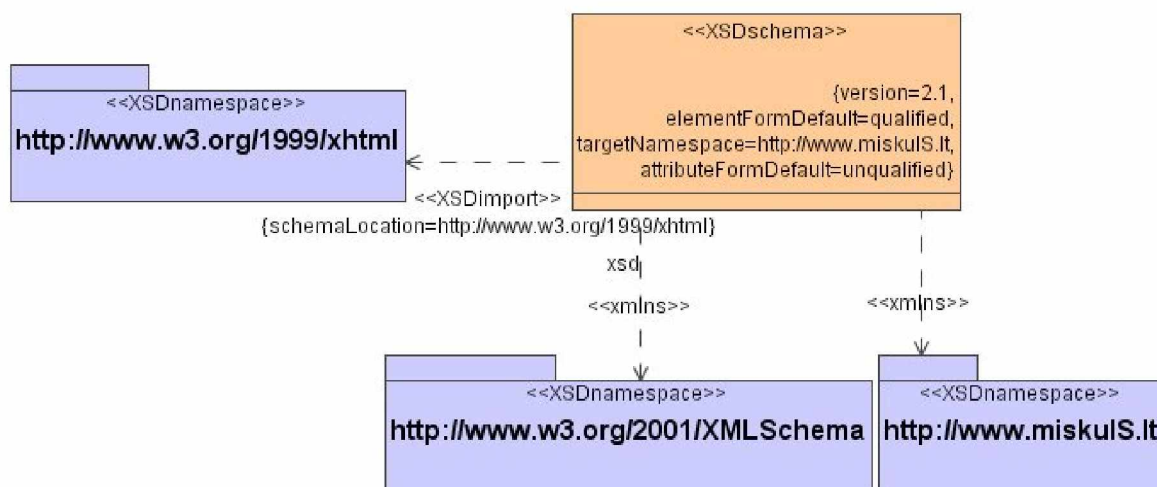 <<XSDschema>>
{version=2.1,
elementFormDefault=qualified,
targetNamespace=http://www.miskuIS.lt,
attributeFormDefault=unqualified}
<<XSDnamespace>>
http://www.w3.org/1999/xhtml
<<XSDimport>>
{schemaLocation=http://www.w3.org/1999/xhtml}
xsd
<<xmlns>>
<<xmlns>>
<<XSDnamespace>>
http://www.w3.org/2001/XMLSchema
<<XSDnamespace>>
http://www.miskuIS.lt